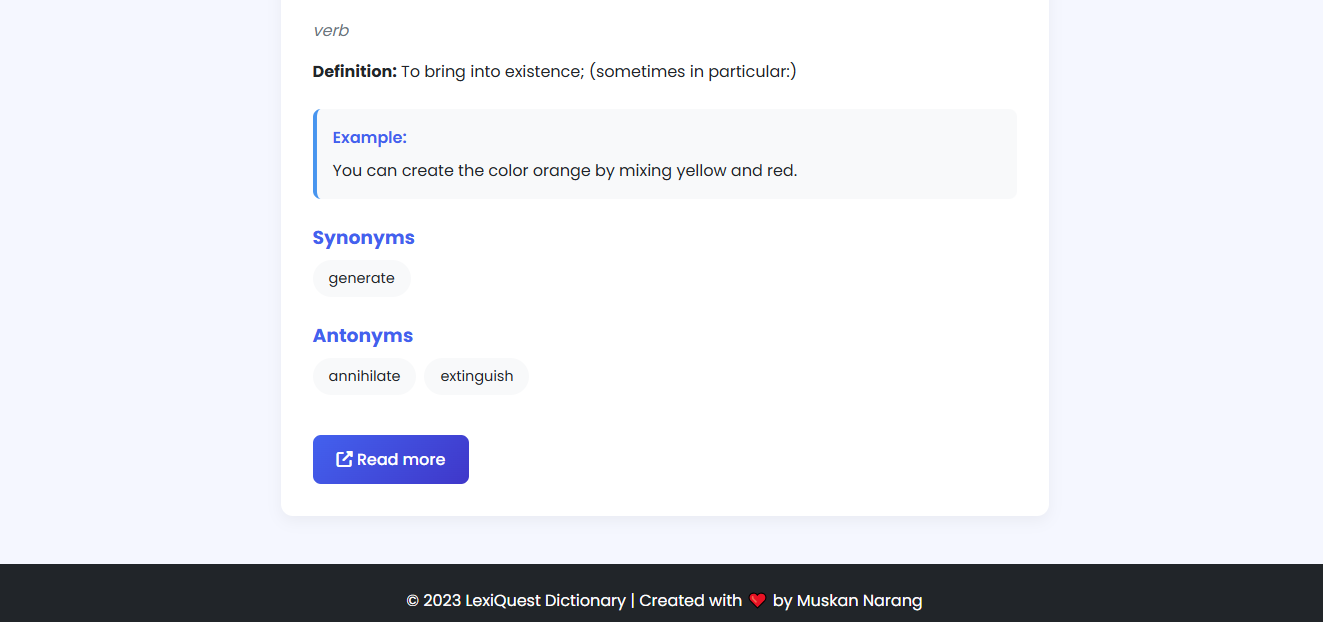 verb
Definition: To bring into existence; (sometimes in particular:)
Example:
You can create the color orange by mixing yellow and red.
Synonyms
generate
Antonyms
annihilate extinguish
Read more
© 2023 LexiQuest Dictionary | Created with ❤️ by Muskan Narang